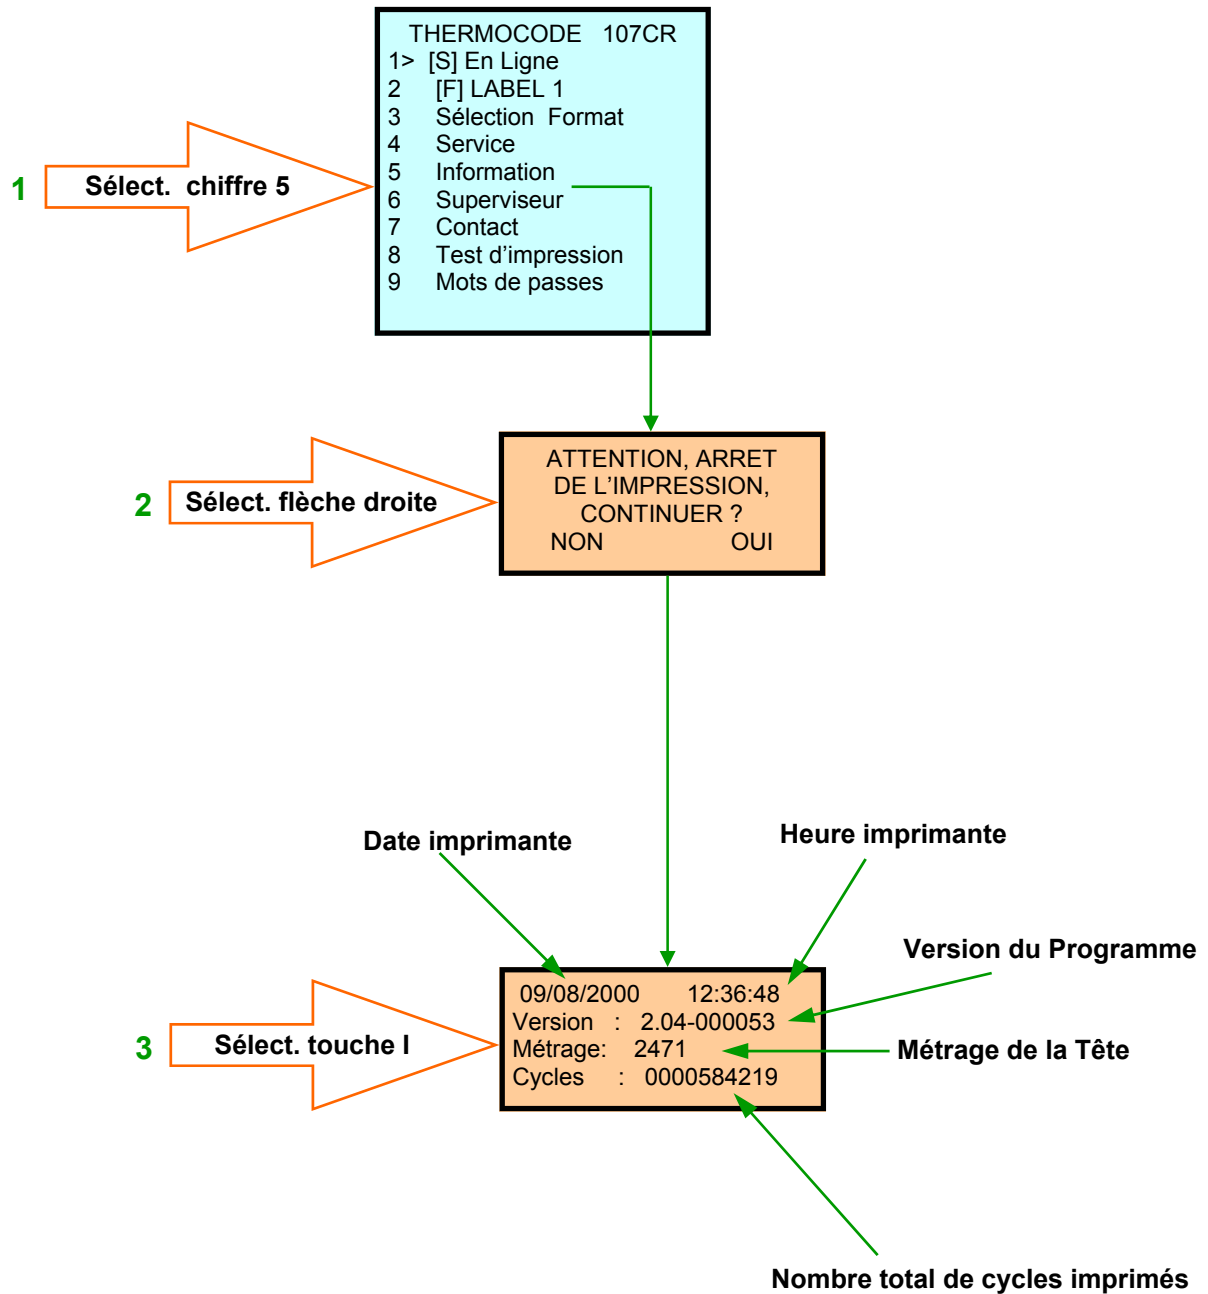 THERMOCODE 107CR
1> [S] En Ligne
2 [F] LABEL 1
3 Sélection Format
4 Service
5 Information
6 Superviseur
7 Contact
8 Test d'impression
9 Mots de passes
1 Sélect. chiffre 5
ATTENTION, ARRET
DE L'IMPRESSION,
CONTINUER ?
NON OUI
2 Sélect. flèche droite
Date imprimante
Heure imprimante
Version du Programme
09/08/2000 12:36:48
Version : 2.04-000053
Métrage: 2471
Cycles : 0000584219
3 Sélect. touche I
Métrage de la Tête
Nombre total de cycles imprimés